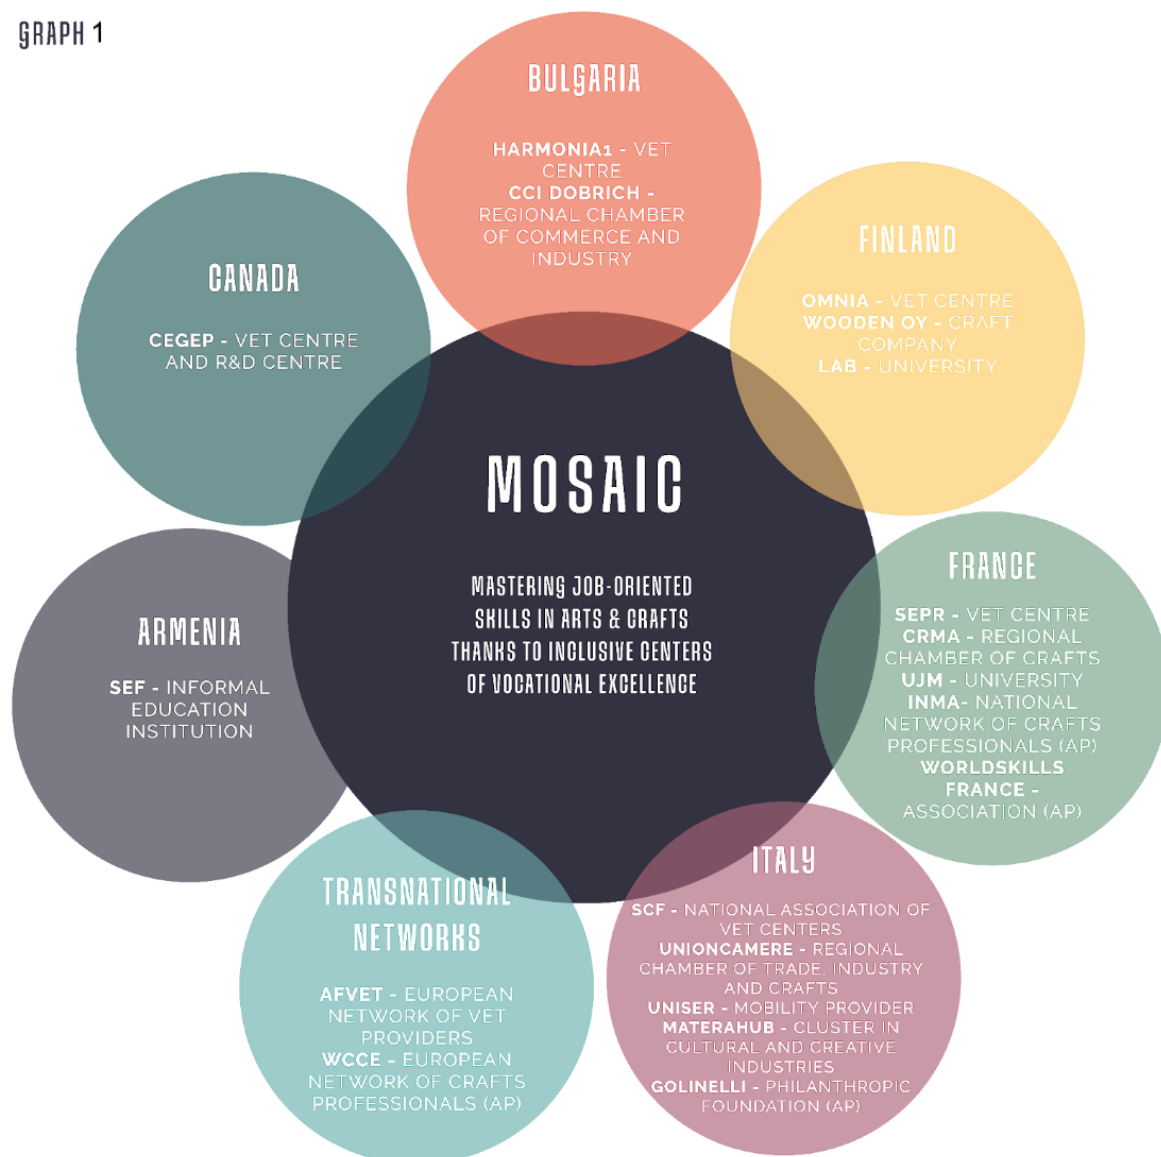 GRAPH 1
BULGARIA
HARMONIA1 - VET
CENTRE
CCI DOBRICH -
REGIONAL CHAMBER
OF COMMERCE AND
INDUSTRY
FINLAND
OMNIA - VET CENTRE
WOODEN OY - CRAFT
COMPANY
LAB - UNIVERSITY
CANADA
CEGEP - VET CENTRE
AND R&D CENTRE
MOSAIC
MASTERING JOB-ORIENTED
SKILLS IN ARTS & CRAFTS
THANKS TO INCLUSIVE CENTERS
OF VOCATIONAL EXCELLENCE
FRANCE
SEPR - VET CENTRE
CRMA - REGIONAL
CHAMBER OF CRAFTS
UJM - UNIVERSITY
INMA- NATIONAL
NETWORK OF CRAFTS
PROFESSIONALS (AP)
WORLDSKILLS
FRANCE -
ASSOCIATION (AP)
ARMENIA
SEF - INFORMAL
EDUCATION
INSTITUTION
TRANSNATIONAL
NETWORKS
AFVET - EUROPEAN
NETWORK OF VET
PROVIDERS
WCCE - EUROPEAN
NETWORK OF CRAFTS
PROFESSIONALS (AP)
ITALY
SCF - NATIONAL ASSOCIATION OF
VET CENTERS
UNIONCAMERE - REGIONAL
CHAMBER OF TRADE, INDUSTRY
AND CRAFTS
UNISER - MOBILITY PROVIDER
MATERAHUB - CLUSTER IN
CULTURAL AND CREATIVE
INDUSTRIES
GOLINELLI - PHILANTHROPIC
FOUNDATION (AP)